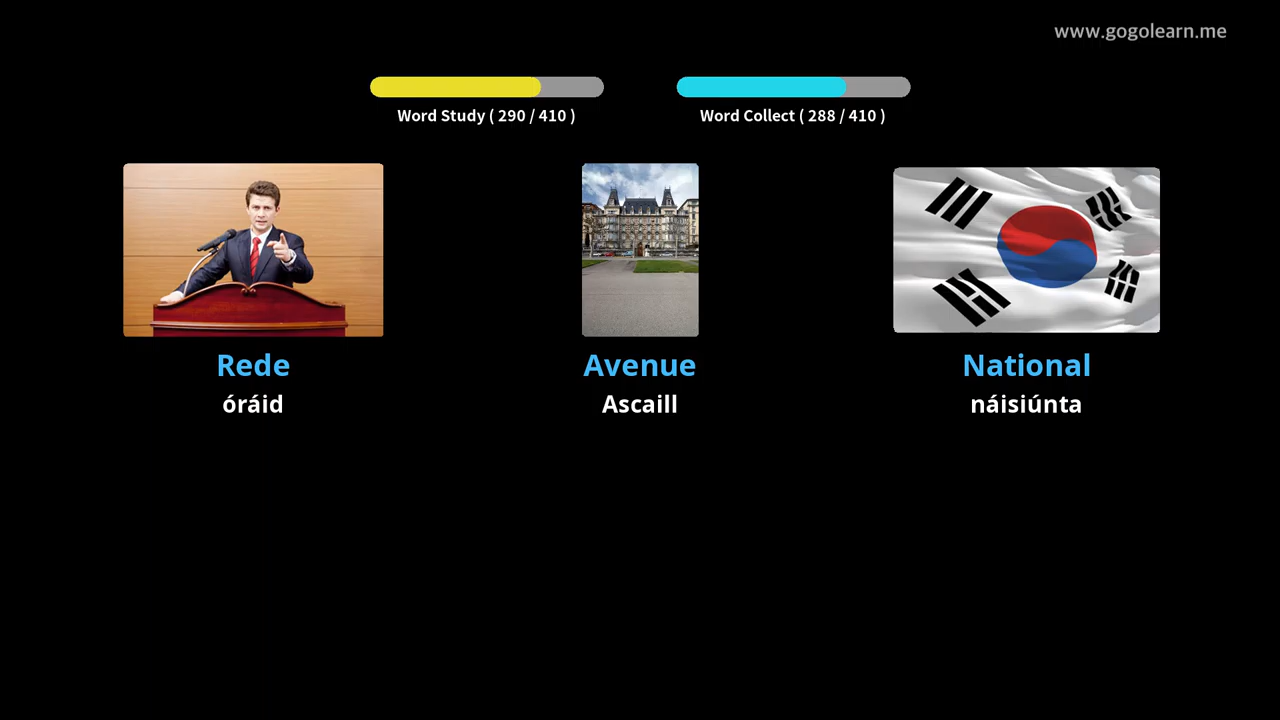 www.gogolearn.me
Word Study ( 290 / 410 )
Word Collect ( 288 / 410 )
Rede
óráid
Avenue
Ascaill
National
náisiúnta